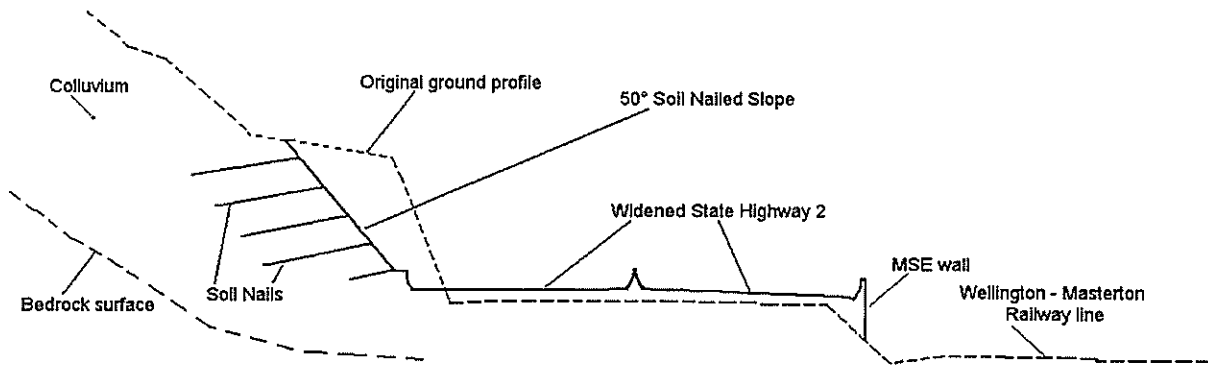 Colluvium
Original ground profile
50° Soil Nailed Slope
Widened State Highway 2
MSE wall
Bedrock surface
Soil Nails
Wellington - Masterton
Railway line